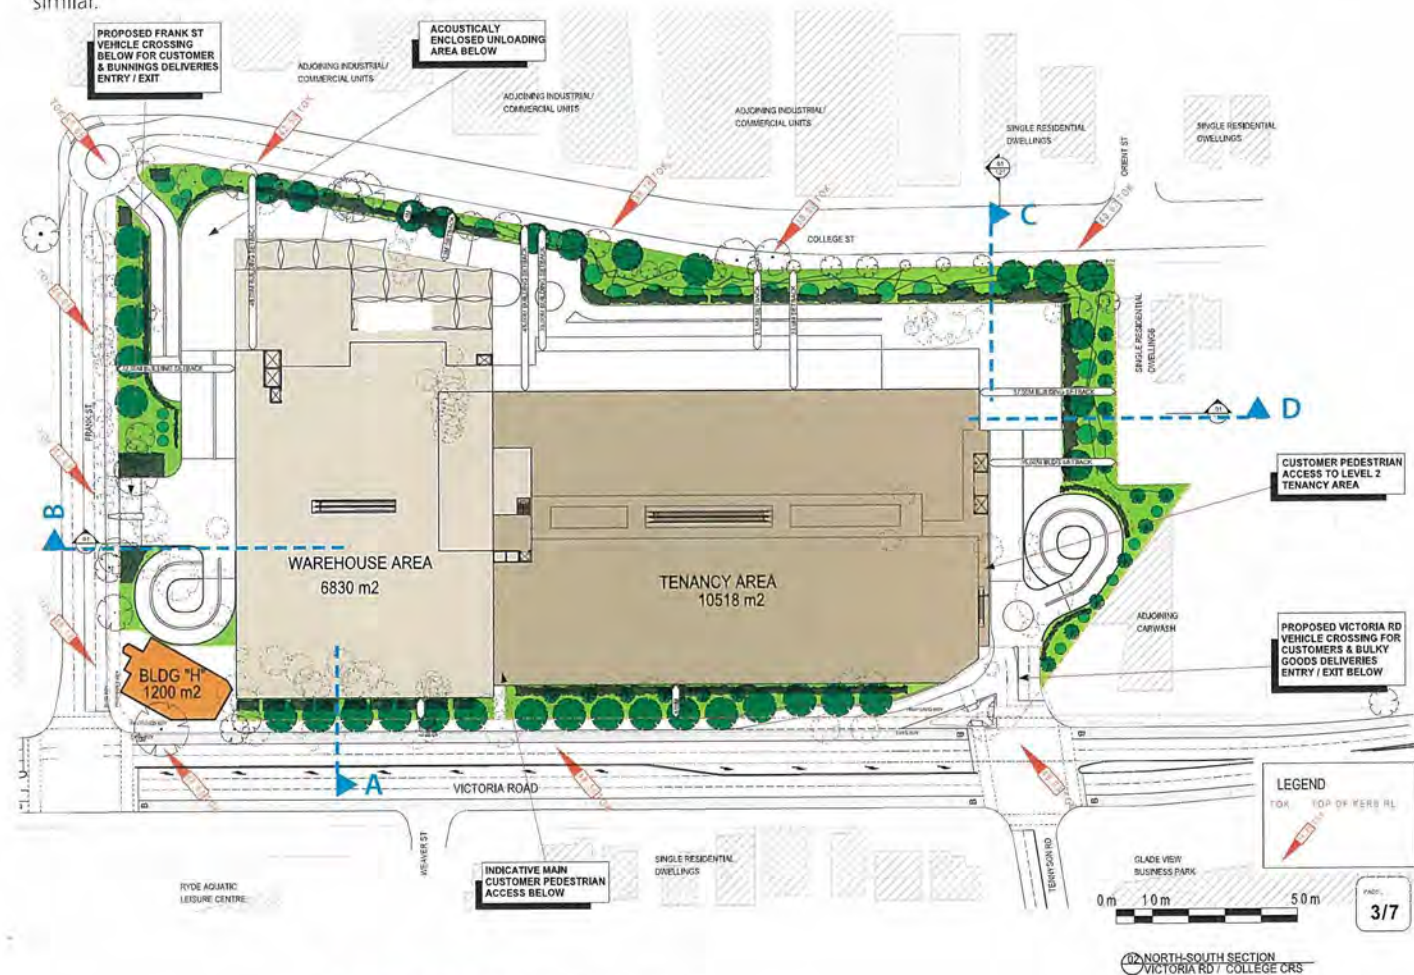 similar.
PROPOSED FRANK ST
VEHICLE CROSSING
BELOW FOR CUSTOMER
& BUNNINGS DELIVERIES
ENTRY / EXIT
ACOUSTICALY
ENCLOSED UNLOADING
AREA BELOW
ADJOINING INDUSTRIAL/
COMMERCIAL UNITS
ADJOINING INDUSTRIAL/
COMMERCIAL UNITS
ADJOINING INDUSTRIAL/
COMMERCIAL UNITS
SINGLE RESIDENTIAL
DWELLINGS
SINGLE RESIDENTIAL
DWELLINGS
ORIENT ST
C
COLLEGE ST
SINGLE RESIDENTIAL
DWELLINGS
FRANK ST
D
CUSTOMER PEDESTRIAN
ACCESS TO LEVEL 2
TENANCY AREA
B
WAREHOUSE AREA
6830 m2
TENANCY AREA
10518 m2
ADJOINING
CARWASH
PROPOSED VICTORIA RD
VEHICLE CROSSING FOR
CUSTOMERS & BULKY
GOODS DELIVERIES
ENTRY / EXIT BELOW
BLDG "H"
1200 m2
A
VICTORIA ROAD
LEGEND
TOK TOP OF KERB RL
WEAVER ST
TENNYSON RD
INDICATIVE MAIN
CUSTOMER PEDESTRIAN
ACCESS BELOW
SINGLE RESIDENTIAL
DWELLINGS
RYDE AQUATIC
LEISURE CENTRE
GLADE VIEW
BUSINESS PARK
0m 10m 50m
PAGE
3/7
02 NORTH-SOUTH SECTION
VICTORIA RD / COLLEGE CRS